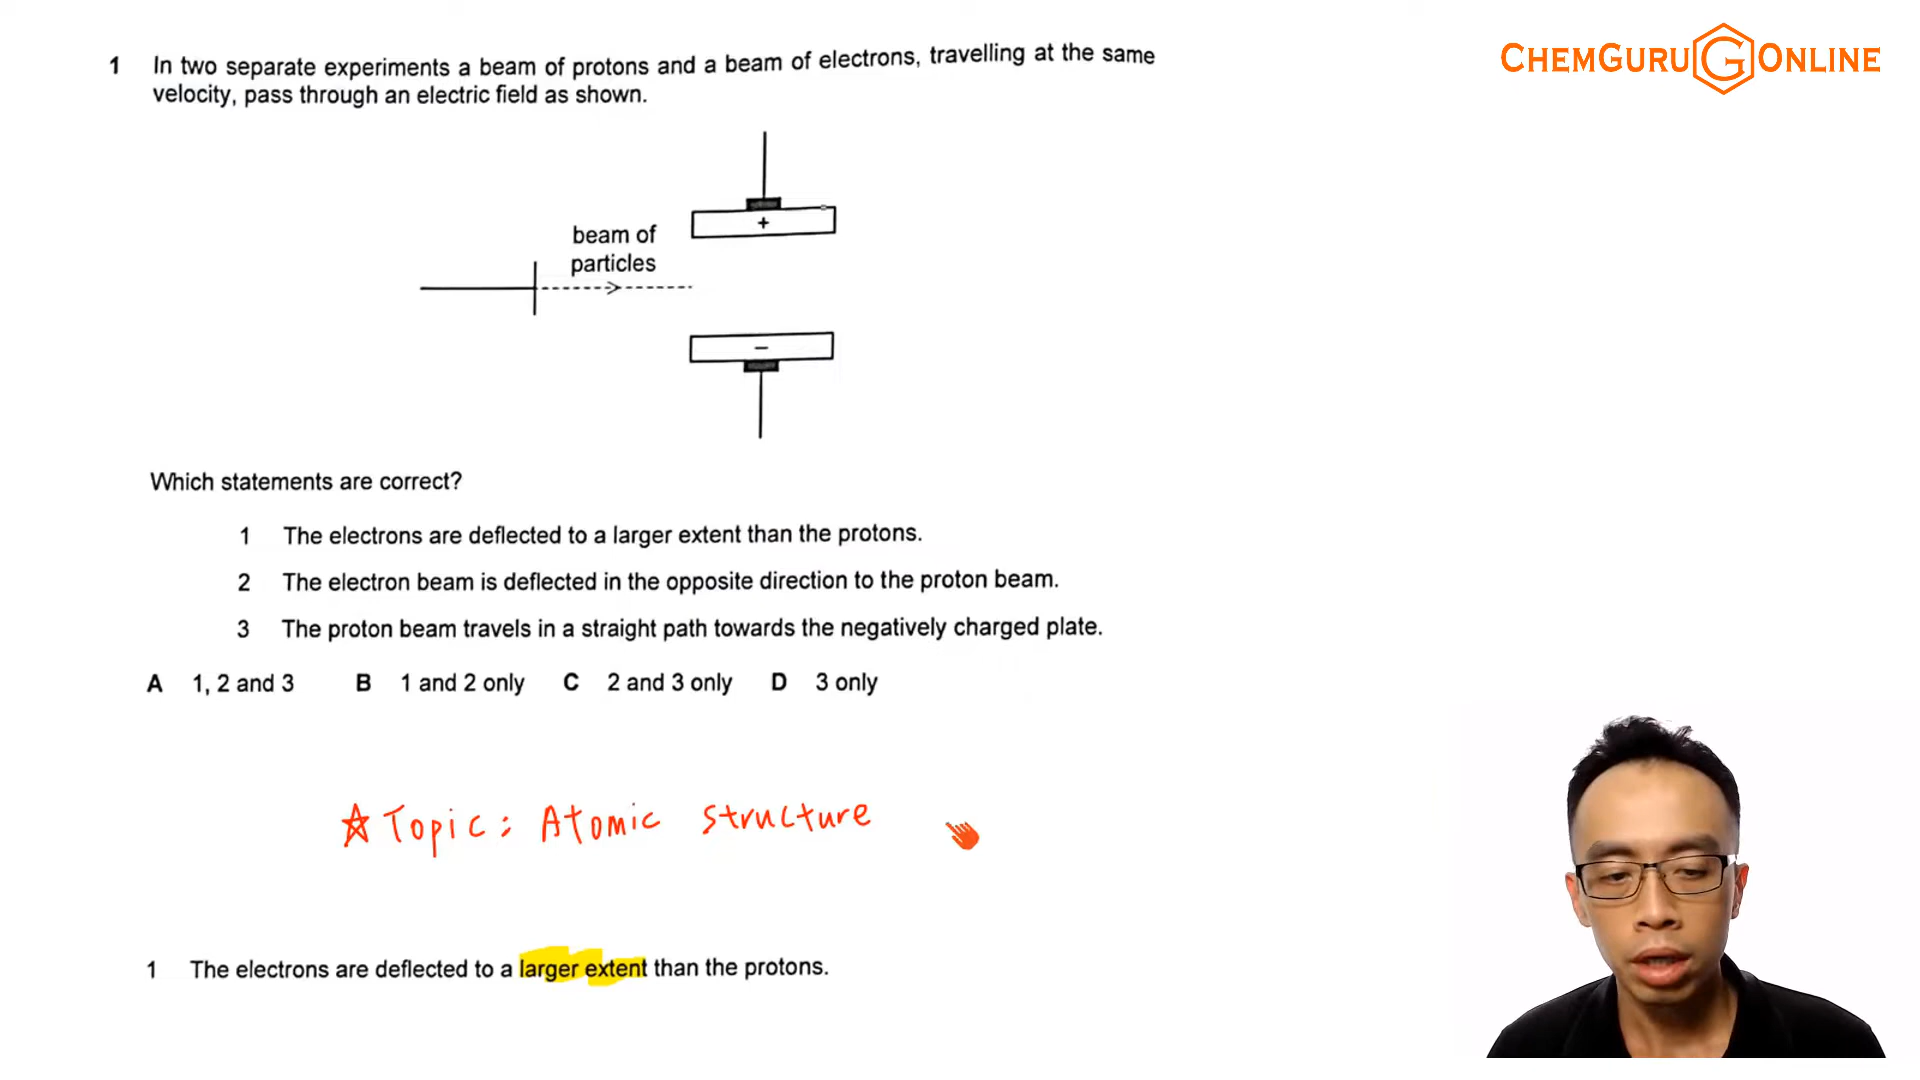 CHEMGURU G ONLINE
1 In two separate experiments a beam of protons and a beam of electrons, travelling at the same
velocity, pass through an electric field as shown.
+
beam of
particles
–
Which statements are correct?
1 The electrons are deflected to a larger extent than the protons.
2 The electron beam is deflected in the opposite direction to the proton beam.
3 The proton beam travels in a straight path towards the negatively charged plate.
A 1, 2 and 3 B 1 and 2 only C 2 and 3 only D 3 only
☆ Topic: Atomic structure
1 The electrons are deflected to a larger extent than the protons.